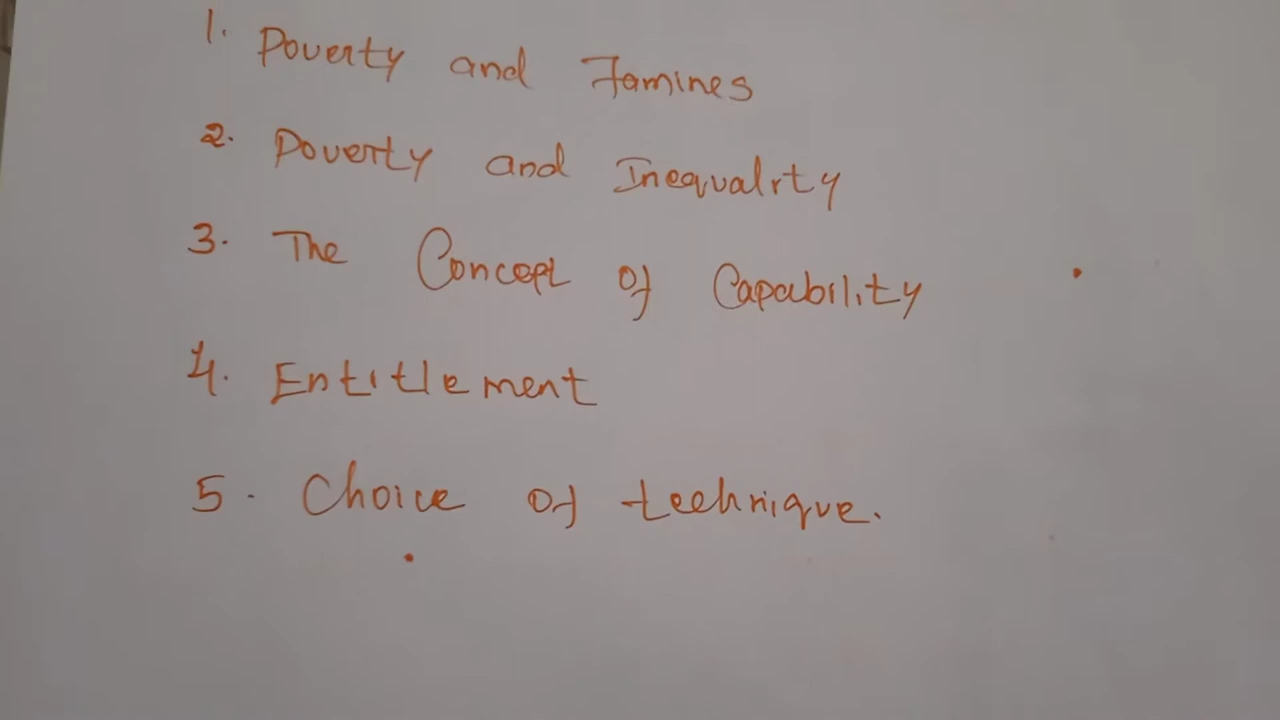 1. Poverty and Famines
2. Poverty and Inequality
3. The Concept of Capability
4. Entitlement
5. Choice of technique.